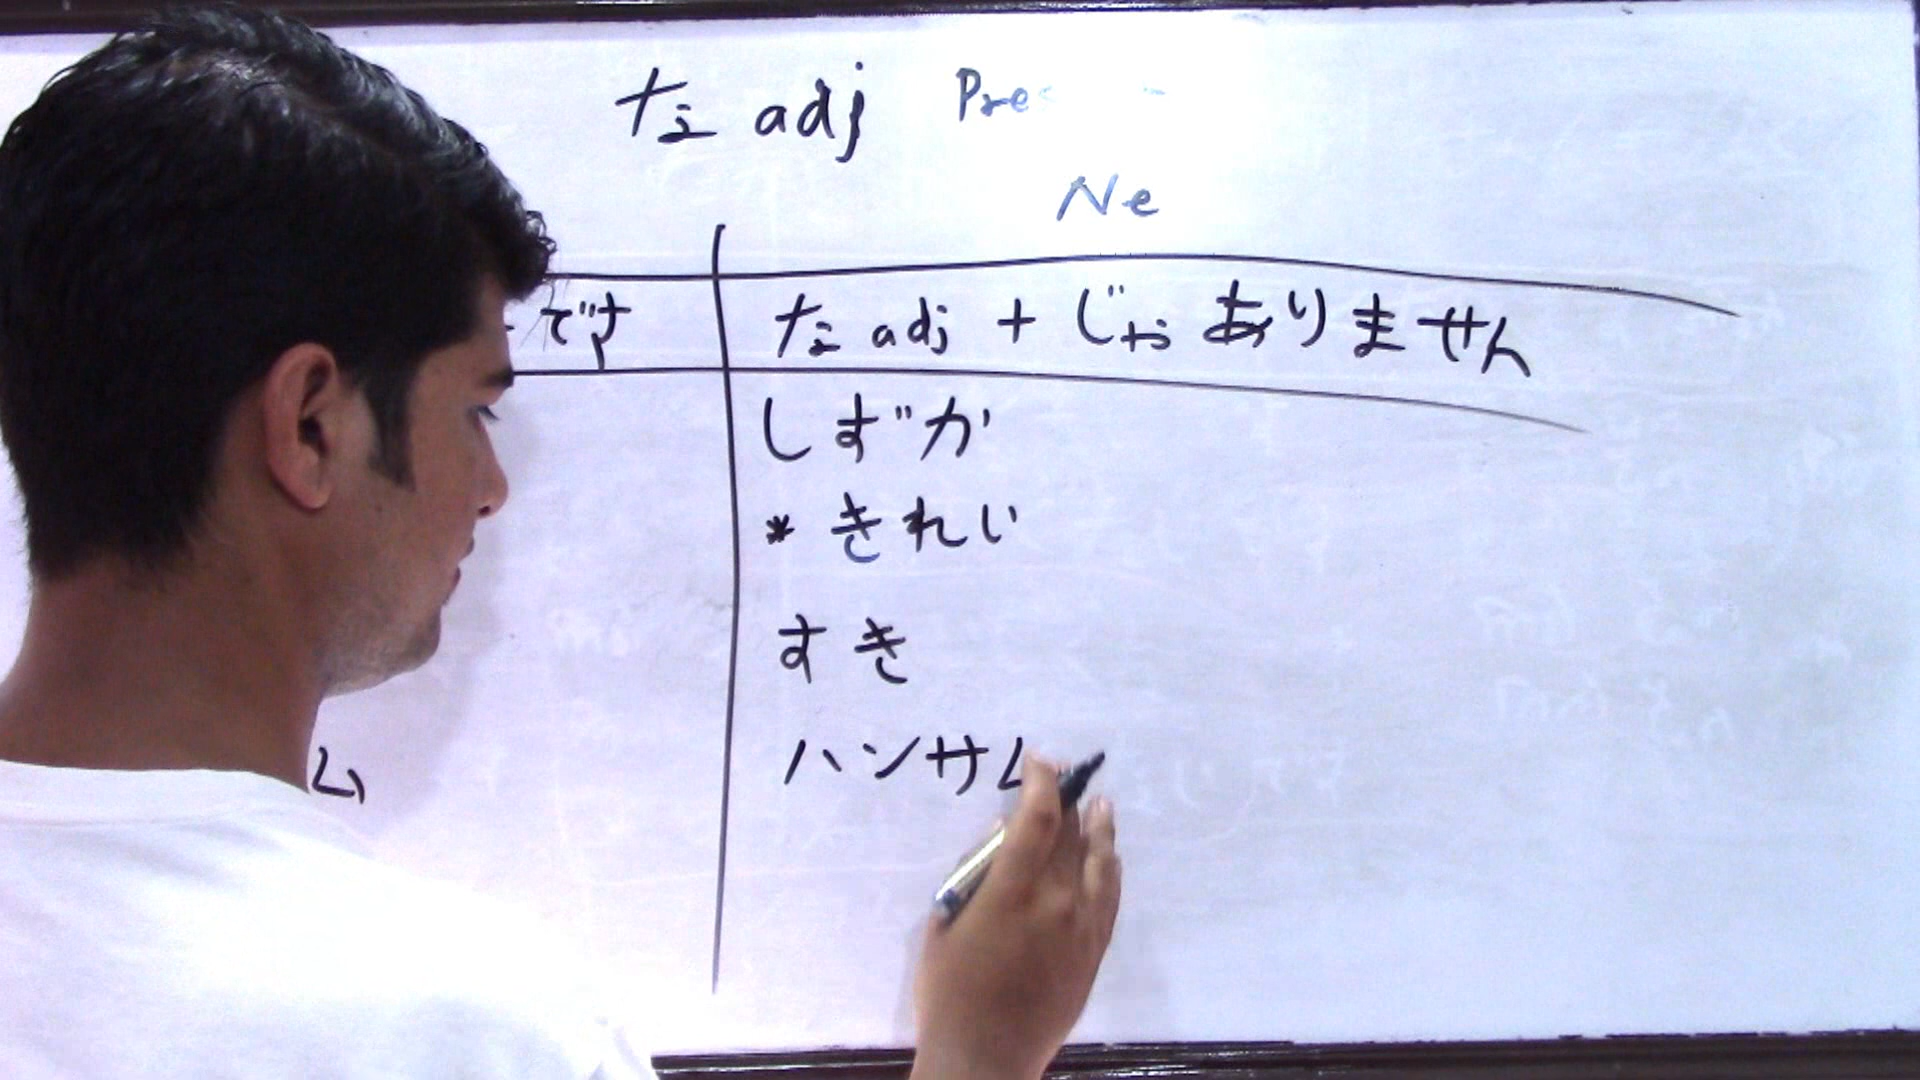 な adj Pre
Ne
です
な adj + じゃ ありません
しずか
* きれい
すき
ム
ハンサム